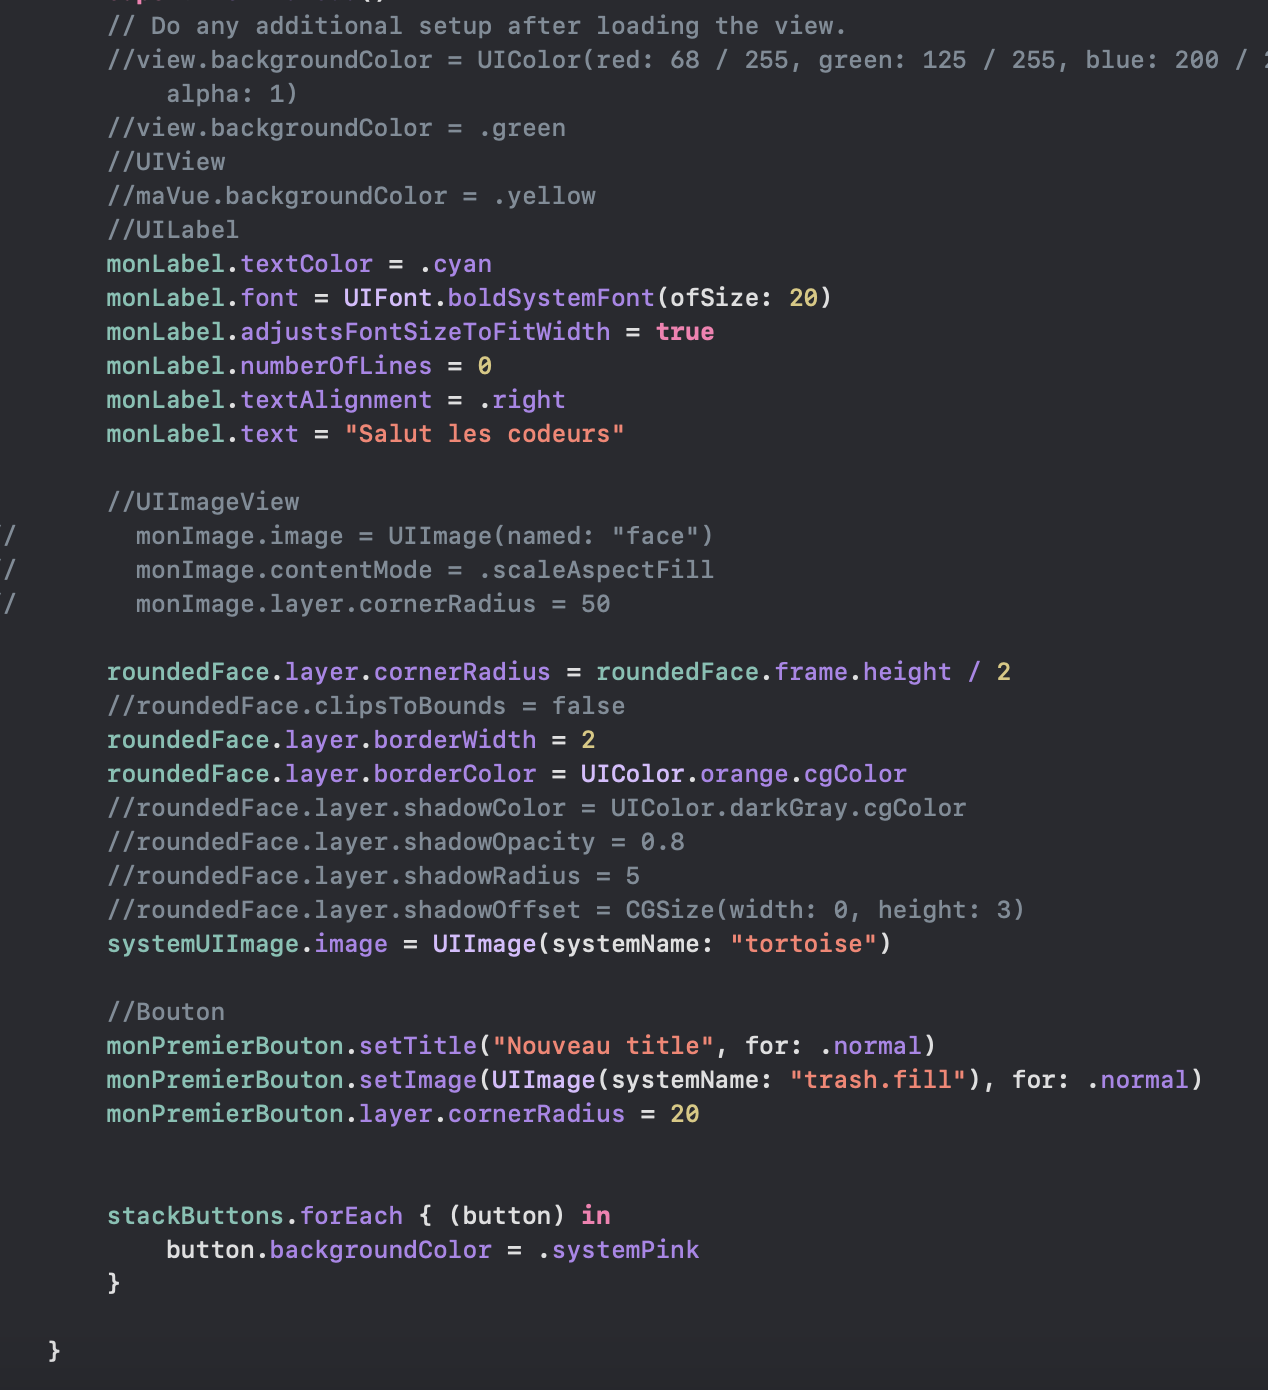 // Do any additional setup after loading the view.
//view.backgroundColor = UIColor(red: 68 / 255, green: 125 / 255, blue: 200 /
alpha: 1)
//view.backgroundColor = .green
//UIView
//maVue.backgroundColor = .yellow
//UILabel
monLabel.textColor = .cyan
monLabel.font = UIFont.boldSystemFont(ofSize: 20)
monLabel.adjustsFontSizeToFitWidth = true
monLabel.numberOfLines = 0
monLabel.textAlignment = .right
monLabel.text = "Salut les codeurs"
//UIImageView
// monImage.image = UIImage(named: "face")
// monImage.contentMode = .scaleAspectFill
// monImage.layer.cornerRadius = 50
roundedFace.layer.cornerRadius = roundedFace.frame.height / 2
//roundedFace.clipsToBounds = false
roundedFace.layer.borderWidth = 2
roundedFace.layer.borderColor = UIColor.orange.cgColor
//roundedFace.layer.shadowColor = UIColor.darkGray.cgColor
//roundedFace.layer.shadowOpacity = 0.8
//roundedFace.layer.shadowRadius = 5
//roundedFace.layer.shadowOffset = CGSize(width: 0, height: 3)
systemUIImage.image = UIImage(systemName: "tortoise")
//Bouton
monPremierBouton.setTitle("Nouveau title", for: .normal)
monPremierBouton.setImage(UIImage(systemName: "trash.fill"), for: .normal)
monPremierBouton.layer.cornerRadius = 20
stackButtons.forEach { (button) in
button.backgroundColor = .systemPink
}
}